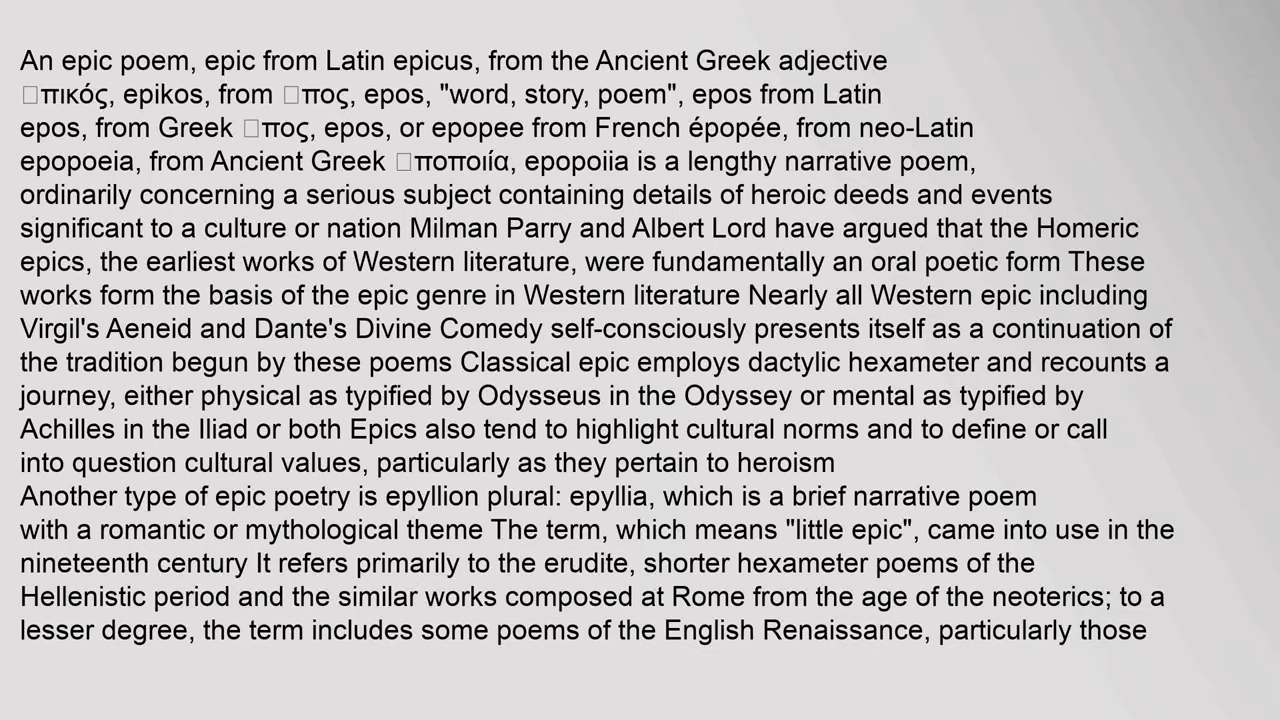 An epic poem, epic from Latin epicus, from the Ancient Greek adjective
□πικός, epikos, from □πος, epos, "word, story, poem", epos from Latin
epos, from Greek □πος, epos, or epopee from French épopée, from neo-Latin
epopoeia, from Ancient Greek □ποποιία, epopoiia is a lengthy narrative poem,
ordinarily concerning a serious subject containing details of heroic deeds and events
significant to a culture or nation Milman Parry and Albert Lord have argued that the Homeric
epics, the earliest works of Western literature, were fundamentally an oral poetic form These
works form the basis of the epic genre in Western literature Nearly all Western epic including
Virgil's Aeneid and Dante's Divine Comedy self-consciously presents itself as a continuation of
the tradition begun by these poems Classical epic employs dactylic hexameter and recounts a
journey, either physical as typified by Odysseus in the Odyssey or mental as typified by
Achilles in the Iliad or both Epics also tend to highlight cultural norms and to define or call
into question cultural values, particularly as they pertain to heroism
Another type of epic poetry is epyllion plural: epyllia, which is a brief narrative poem
with a romantic or mythological theme The term, which means "little epic", came into use in the
nineteenth century It refers primarily to the erudite, shorter hexameter poems of the
Hellenistic period and the similar works composed at Rome from the age of the neoterics; to a
lesser degree, the term includes some poems of the English Renaissance, particularly those